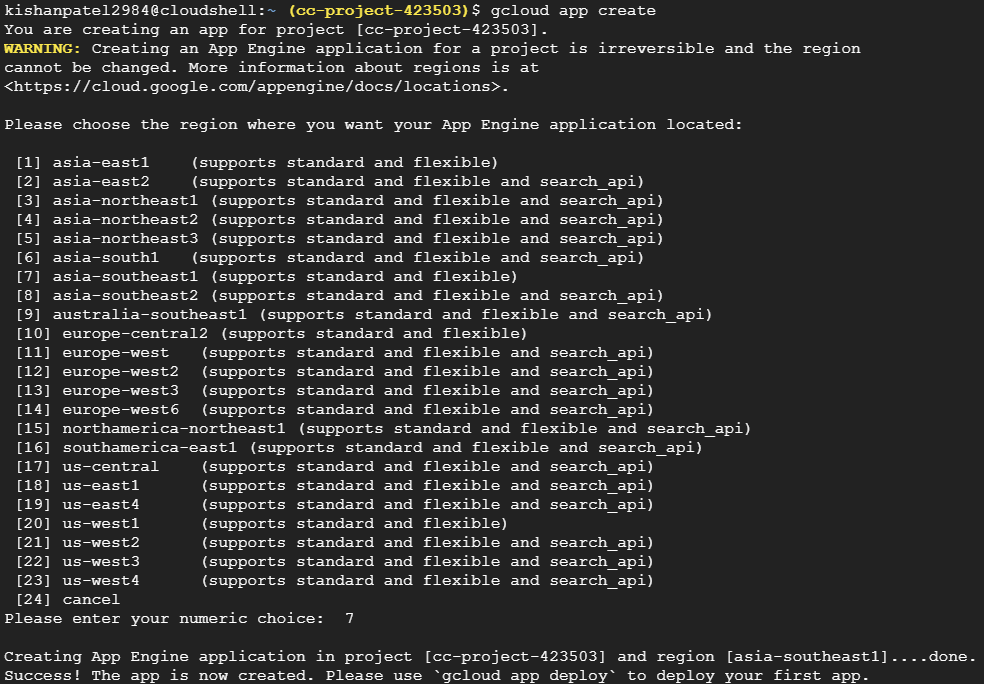 kishanpatel2984@cloudshell:~ (cc-project-423503)$ gcloud app create
You are creating an app for project [cc-project-423503].
WARNING: Creating an App Engine application for a project is irreversible and the region
cannot be changed. More information about regions is at
<https://cloud.google.com/appengine/docs/locations>.

Please choose the region where you want your App Engine application located:

 [1] asia-east1    (supports standard and flexible)
 [2] asia-east2    (supports standard and flexible and search_api)
 [3] asia-northeast1 (supports standard and flexible and search_api)
 [4] asia-northeast2 (supports standard and flexible and search_api)
 [5] asia-northeast3 (supports standard and flexible and search_api)
 [6] asia-south1   (supports standard and flexible and search_api)
 [7] asia-southeast1 (supports standard and flexible)
 [8] asia-southeast2 (supports standard and flexible and search_api)
 [9] australia-southeast1 (supports standard and flexible and search_api)
 [10] europe-central2 (supports standard and flexible)
 [11] europe-west   (supports standard and flexible and search_api)
 [12] europe-west2  (supports standard and flexible and search_api)
 [13] europe-west3  (supports standard and flexible and search_api)
 [14] europe-west6  (supports standard and flexible and search_api)
 [15] northamerica-northeast1 (supports standard and flexible and search_api)
 [16] southamerica-east1 (supports standard and flexible and search_api)
 [17] us-central    (supports standard and flexible and search_api)
 [18] us-east1      (supports standard and flexible and search_api)
 [19] us-east4      (supports standard and flexible and search_api)
 [20] us-west1      (supports standard and flexible)
 [21] us-west2      (supports standard and flexible and search_api)
 [22] us-west3      (supports standard and flexible and search_api)
 [23] us-west4      (supports standard and flexible and search_api)
 [24] cancel
Please enter your numeric choice:  7

Creating App Engine application in project [cc-project-423503] and region [asia-southeast1]....done.
Success! The app is now created. Please use `gcloud app deploy` to deploy your first app.